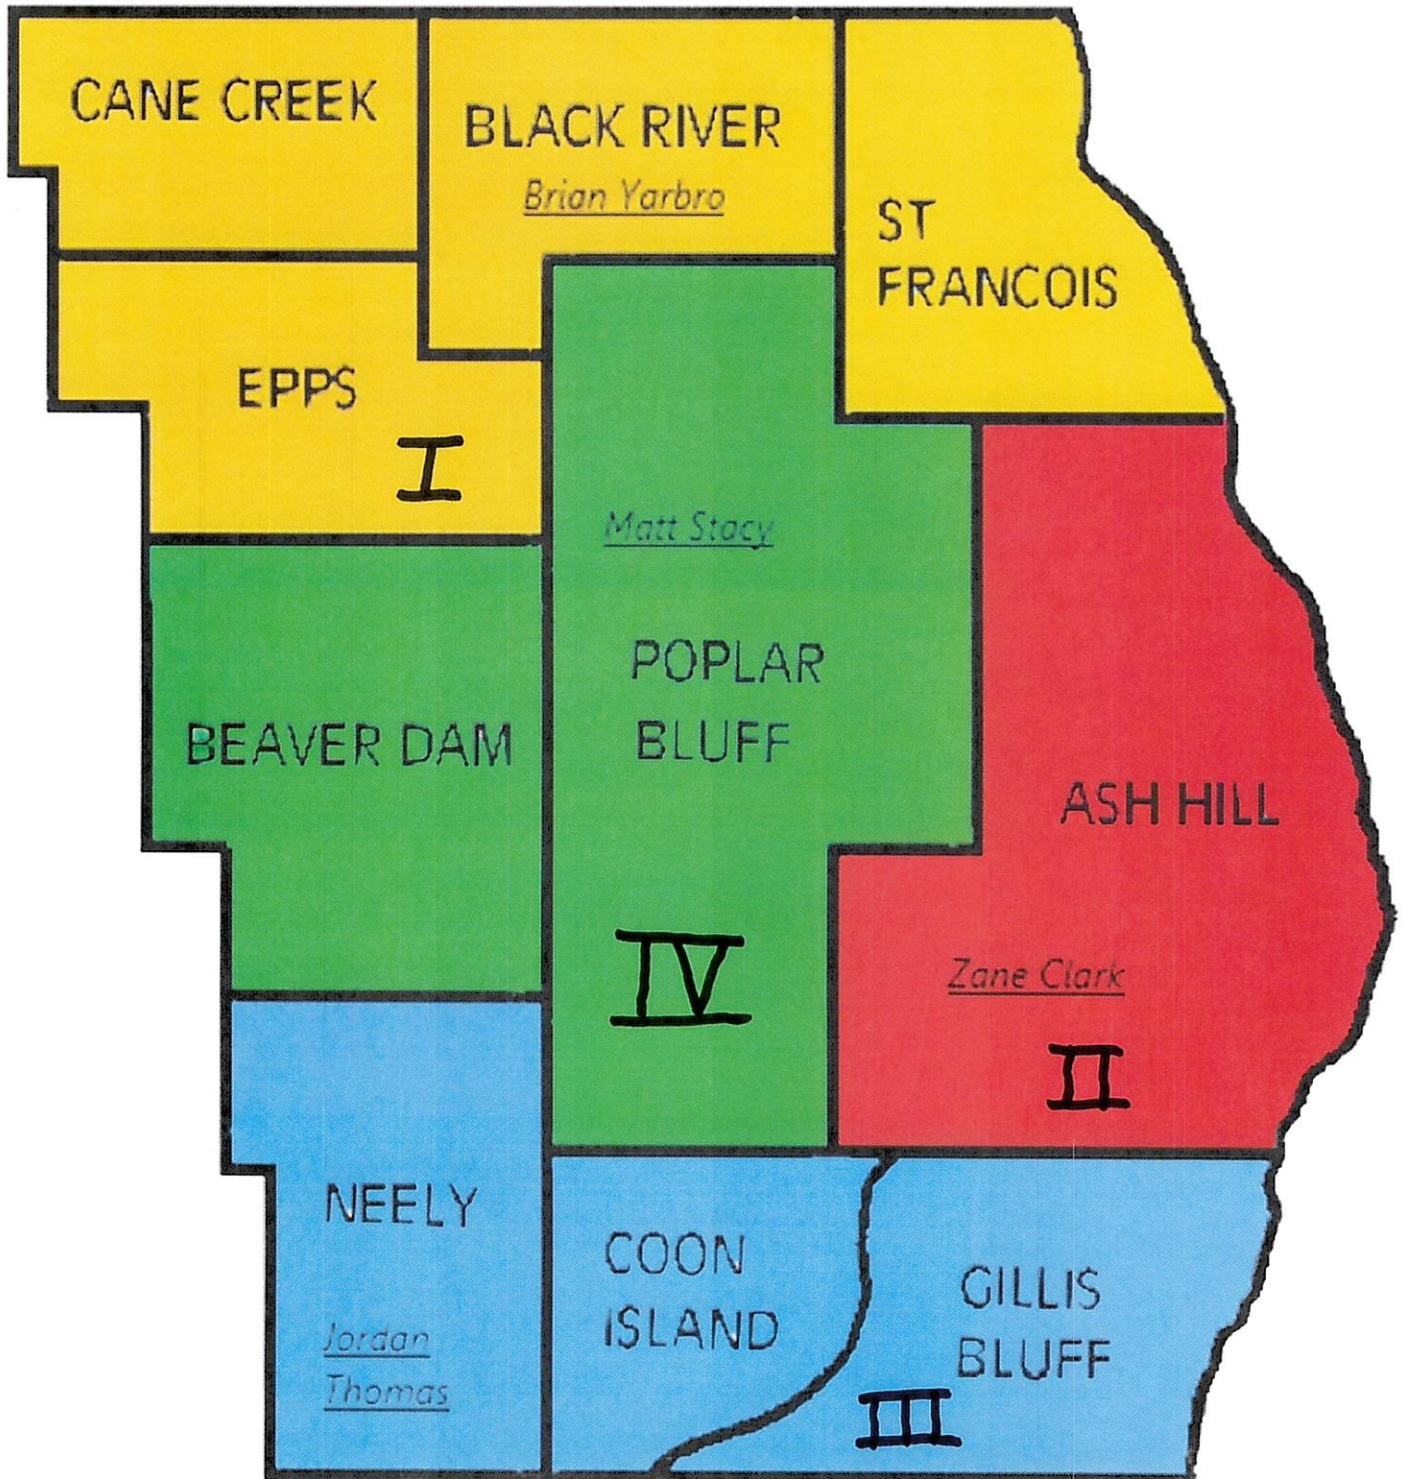 CANE CREEK
BLACK RIVER
Brian Yarbro
ST
FRANCOIS
EPPS
I
Matt Stacy
POPLAR
BLUFF
BEAVER DAM
ASH HILL
IV
Zane Clark
II
NEELY
Jordan
Thomas
COON
ISLAND
GILLIS
BLUFF
III